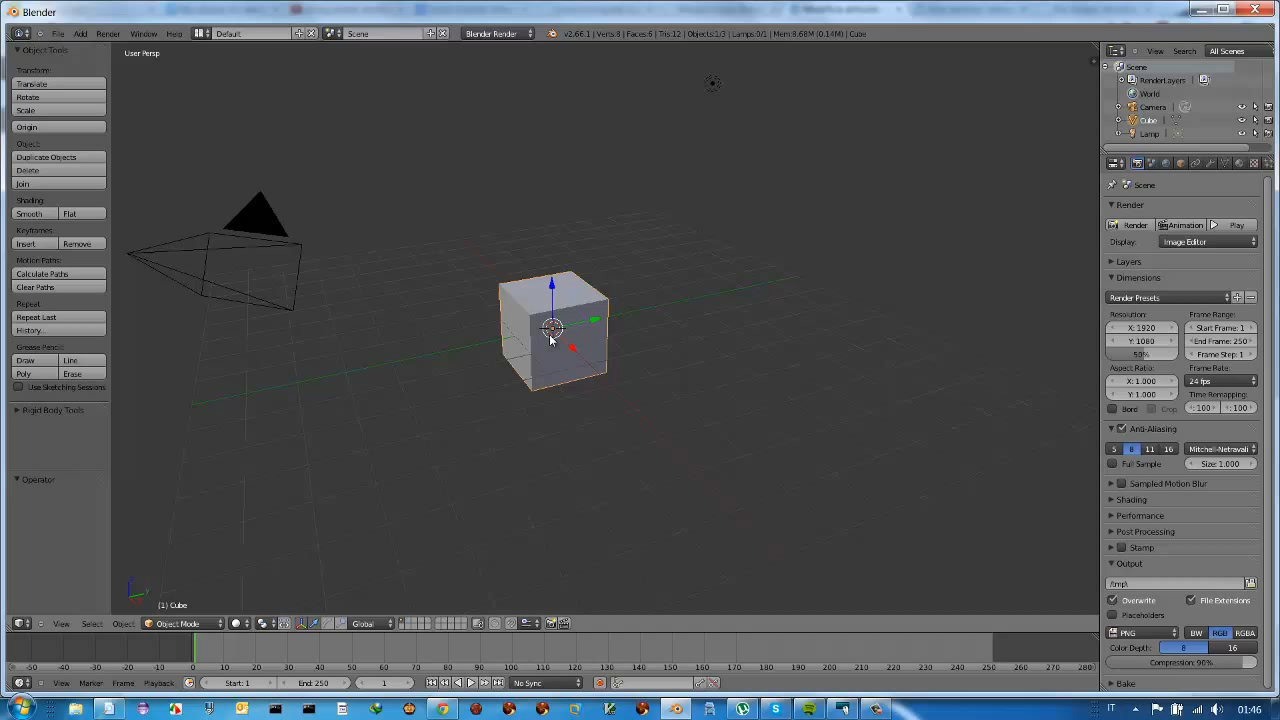 Blender
File Add Render Window Help Default Scene Blender Render v2.66.1 | Verts:8 | Faces:6 | Tris:12 | Objects:1/3 | Lamps:0/1 | Mem:8.68M (0.14M) | Cube
Object Tools
Transform:
Translate
Rotate
Scale
Origin
Object:
Duplicate Objects
Delete
Join
Shading:
Smooth Flat
Keyframes:
Insert Remove
Motion Paths:
Calculate Paths
Clear Paths
Repeat:
Repeat Last
History...
Grease Pencil:
Draw Line
Poly Erase
Use Sketching Sessions
Rigid Body Tools
Operator
User Persp
(1) Cube
View Select Object Object Mode Global
-50 -40 -30 -20 -10 0 10 20 30 40 50 60 70 80 90 100 110 120 130 140 150 160 170 180 190 200 210 220 230 240 250 260 270 280
View Marker Frame Playback Start: 1 End: 250 1 No Sync
View Search All Scenes
Scene
RenderLayers
World
Camera
Cube
Lamp
Scene
Render
Render Animation Play
Display: Image Editor
Layers
Dimensions
Render Presets
Resolution: Frame Range:
X: 1920 Start Frame: 1
Y: 1080 End Frame: 250
50% Frame Step: 1
Aspect Ratio: Frame Rate:
X: 1.000 24 fps
Y: 1.000 Time Remapping:
Bord Crop :100 :100
Anti-Aliasing
5 8 11 16 Mitchell-Netravali
Full Sample Size: 1.000
Sampled Motion Blur
Shading
Performance
Post Processing
Stamp
Output
/tmp\
Overwrite File Extensions
Placeholders
PNG BW RGB RGBA
Color Depth: 8 16
Compression: 90%
Bake
IT 01:46